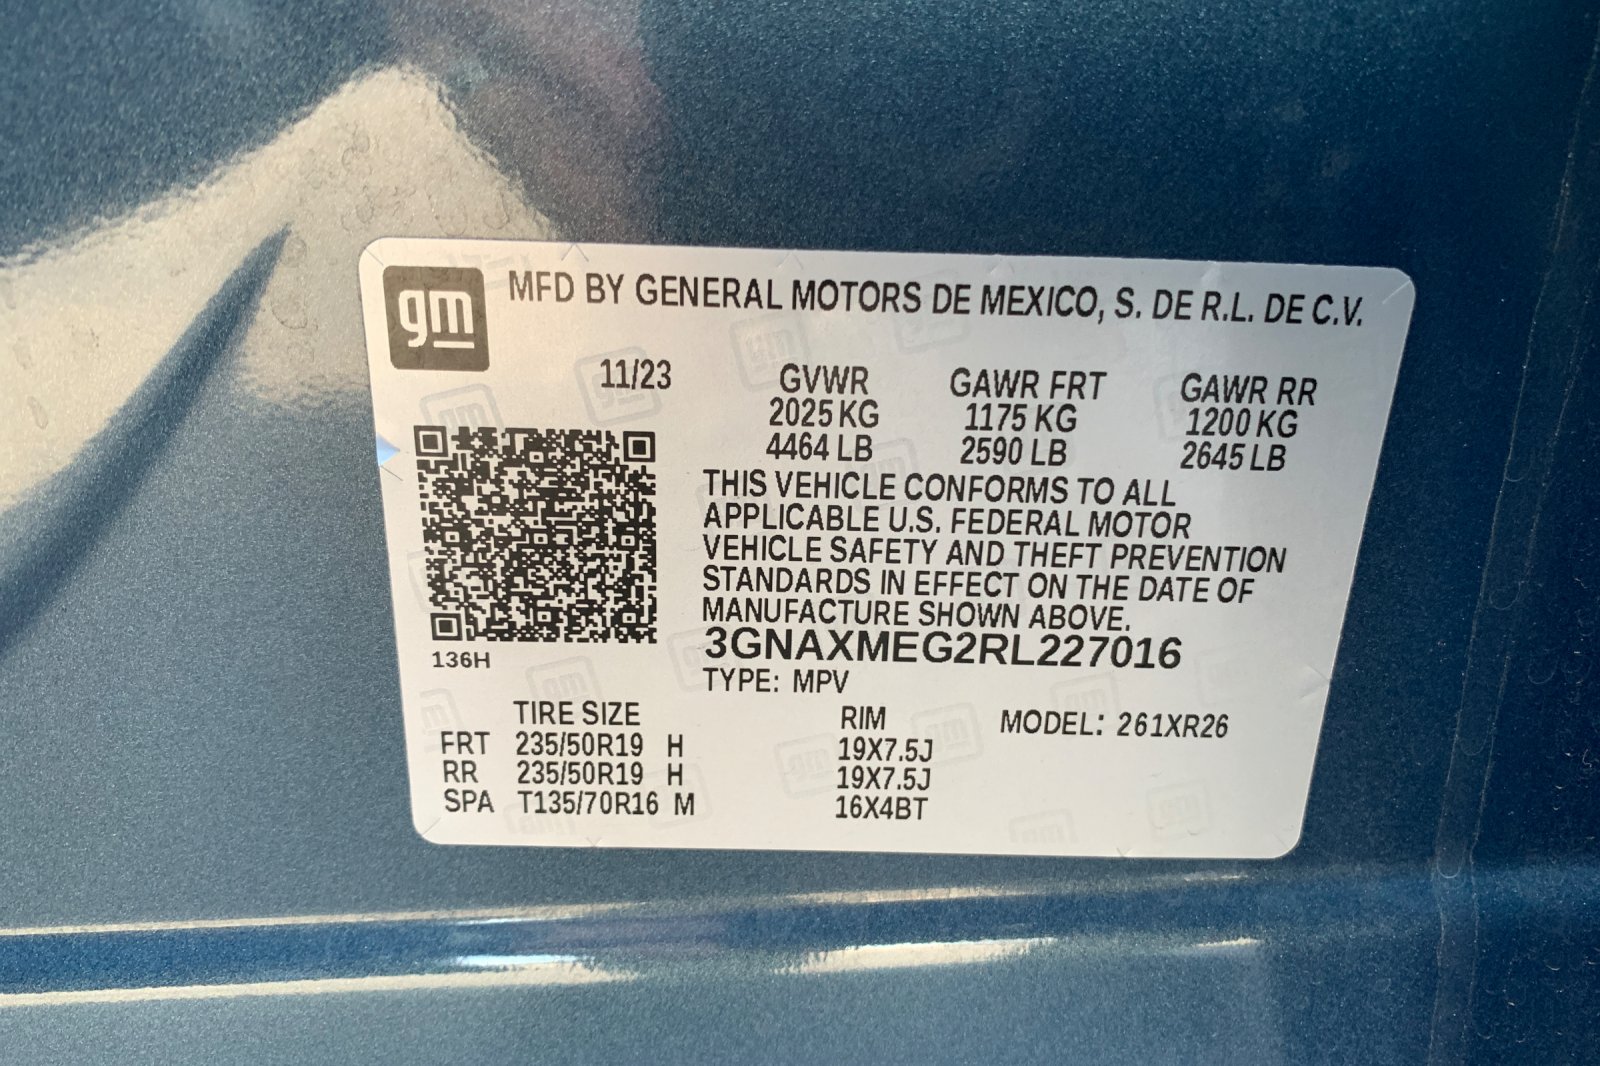 gm MFD BY GENERAL MOTORS DE MEXICO, S. DE R.L. DE C.V.
11/23 GVWR GAWR FRT GAWR RR
2025 KG 1175 KG 1200 KG
4464 LB 2590 LB 2645 LB
THIS VEHICLE CONFORMS TO ALL
APPLICABLE U.S. FEDERAL MOTOR
VEHICLE SAFETY AND THEFT PREVENTION
STANDARDS IN EFFECT ON THE DATE OF
MANUFACTURE SHOWN ABOVE.
3GNAXMEG2RL227016
136H
TYPE: MPV
TIRE SIZE RIM MODEL: 261XR26
FRT 235/50R19 H 19X7.5J
RR 235/50R19 H 19X7.5J
SPA T135/70R16 M 16X4BT